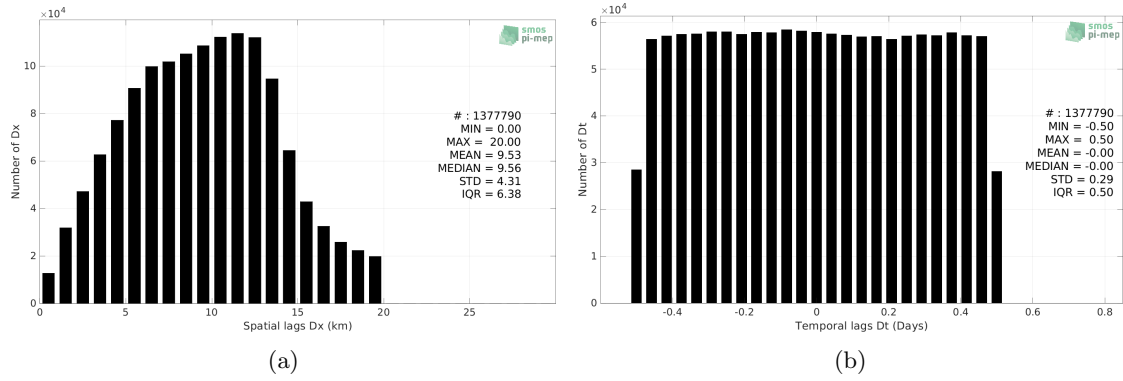 ×10⁴
smos
pi-mep
10
8
6
4
2
0
Number of Dx
# : 1377790
MIN = 0.00
MAX = 20.00
MEAN = 9.53
MEDIAN = 9.56
STD = 4.31
IQR = 6.38
0 5 10 15 20 25
Spatial lags Dx (km)
(a)
×10⁴
smos
pi-mep
6
5
4
3
2
1
0
Number of Dt
# : 1377790
MIN = -0.50
MAX = 0.50
MEAN = -0.00
MEDIAN = -0.00
STD = 0.29
IQR = 0.50
-0.4 -0.2 0 0.2 0.4 0.6 0.8
Temporal lags Dt (Days)
(b)